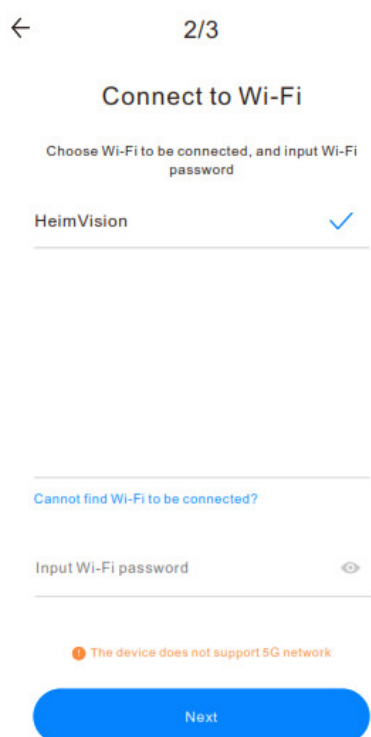 2/3
Connect to Wi-Fi
Choose Wi-Fi to be connected, and input Wi-Fi
password
HeimVision
Cannot find Wi-Fi to be connected?
Input Wi-Fi password
The device does not support 5G network
Next